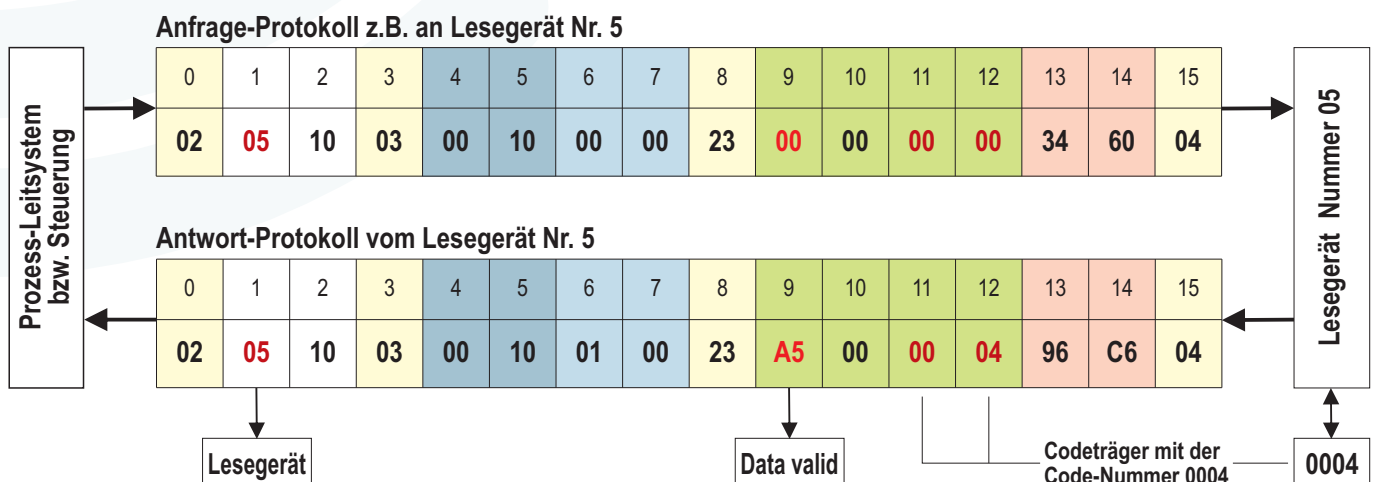 Anfrage-Protokoll z.B. an Lesegerät Nr. 5
Prozess-Leitsystem
bzw. Steuerung
0 1 2 3 4 5 6 7 8 9 10 11 12 13 14 15
02 05 10 03 00 10 00 00 23 00 00 00 00 34 60 04
Lesegerät Nummer 05
Antwort-Protokoll vom Lesegerät Nr. 5
0 1 2 3 4 5 6 7 8 9 10 11 12 13 14 15
02 05 10 03 00 10 01 00 23 A5 00 00 04 96 C6 04
Lesegerät
Data valid
Codeträger mit der
Code-Nummer 0004
0004